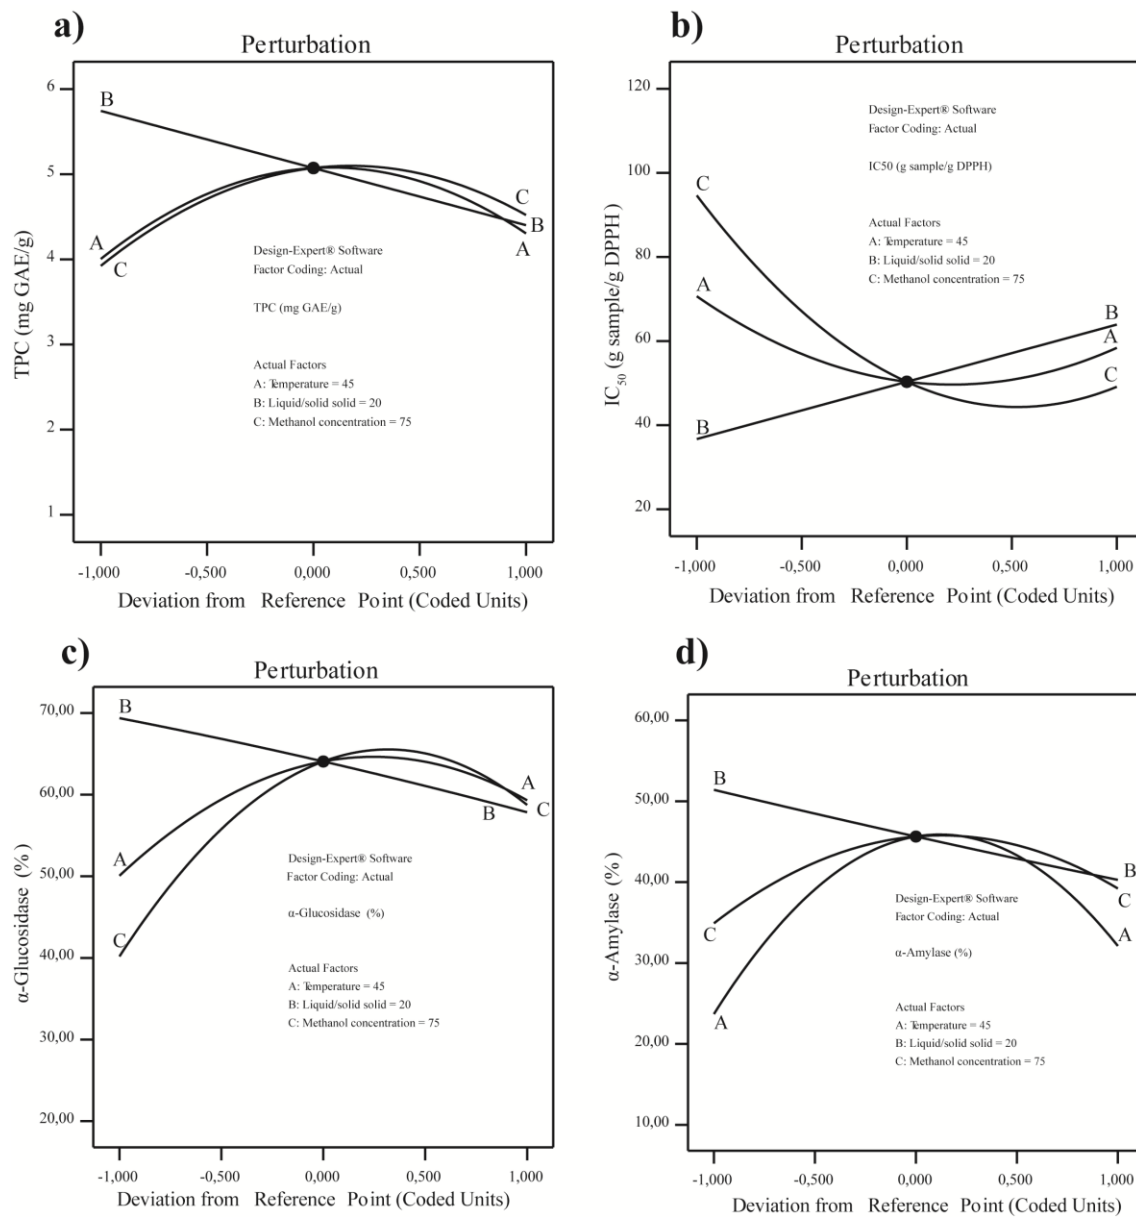 a)
Perturbation
6
5
4
3
2
1
TPC (mg GAE/g)
B
A
C
C
B
A
Design-Expert® Software
Factor Coding: Actual
TPC (mg GAE/g)
Actual Factors
A: Temperature = 45
B: Liquid/solid solid = 20
C: Methanol concentration = 75
-1,000 -0,500 0,000 0,500 1,000
Deviation from Reference Point (Coded Units)
b)
Perturbation
120
100
80
60
40
20
IC50 (g sample/g DPPH)
C
A
B
B
A
C
Design-Expert® Software
Factor Coding: Actual
IC50 (g sample/g DPPH)
Actual Factors
A: Temperature = 45
B: Liquid/solid solid = 20
C: Methanol concentration = 75
-1,000 -0,500 0,000 0,500 1,000
Deviation from Reference Point (Coded Units)
c)
Perturbation
70,00
60,00
50,00
40,00
30,00
20,00
α-Glucosidase (%)
B
A
C
A
B C
Design-Expert® Software
Factor Coding: Actual
α-Glucosidase (%)
Actual Factors
A: Temperature = 45
B: Liquid/solid solid = 20
C: Methanol concentration = 75
-1,000 -0,500 0,000 0,500 1,000
Deviation from Reference Point (Coded Units)
d)
Perturbation
60,00
50,00
40,00
30,00
20,00
10,00
α-Amylase (%)
B
C
A
B
C
A
Design-Expert® Software
Factor Coding: Actual
α-Amylase (%)
Actual Factors
A: Temperature = 45
B: Liquid/solid solid = 20
C: Methanol concentration = 75
-1,000 -0,500 0,000 0,500 1,000
Deviation from Reference Point (Coded Units)